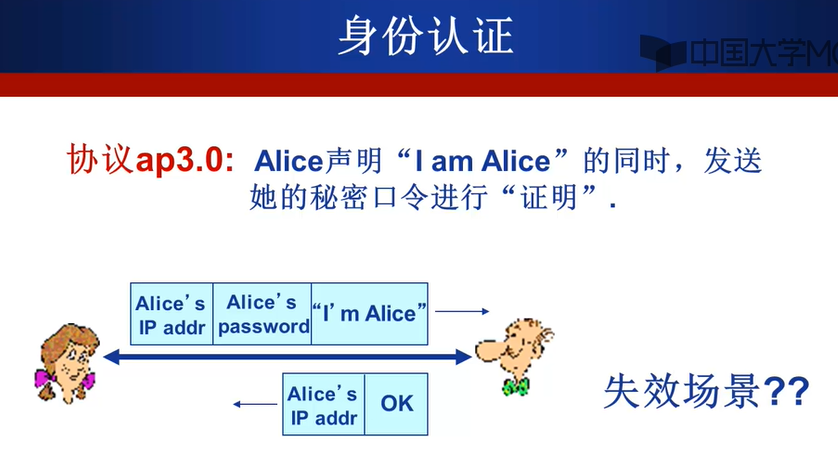 身份认证
中国大学MO
协议ap3.0: Alice声明“I am Alice”的同时，发送
她的秘密口令进行“证明”.
Alice’s
IP addr
Alice’s
password
“I’m Alice”
Alice’s
IP addr
OK
失效场景??